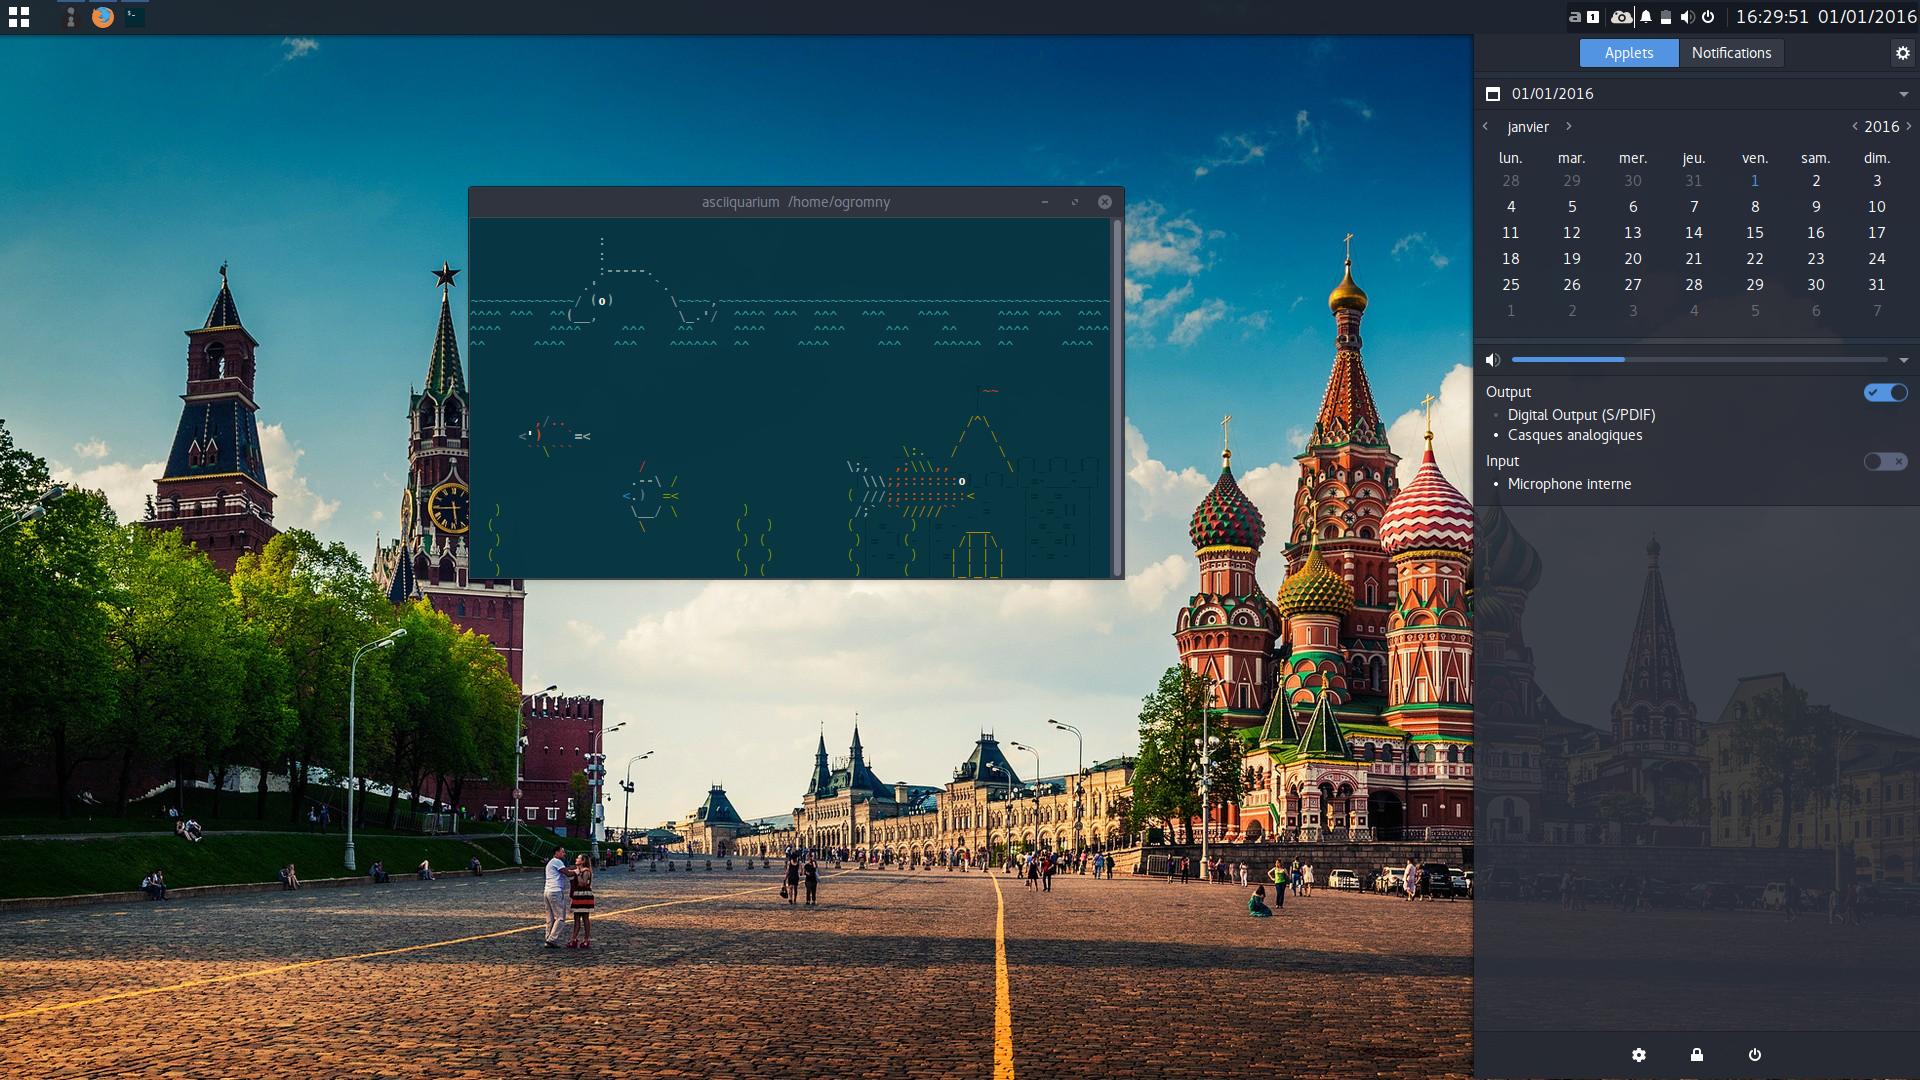 16:29:51 01/01/2016
Applets Notifications
01/01/2016
janvier 2016
lun. mar. mer. jeu. ven. sam. dim.
28 29 30 31 1 2 3
4 5 6 7 8 9 10
11 12 13 14 15 16 17
18 19 20 21 22 23 24
25 26 27 28 29 30 31
1 2 3 4 5 6 7
Output
• Digital Output (S/PDIF)
• Casques analogiques
Input
• Microphone interne
asciiquarium /home/ogromny